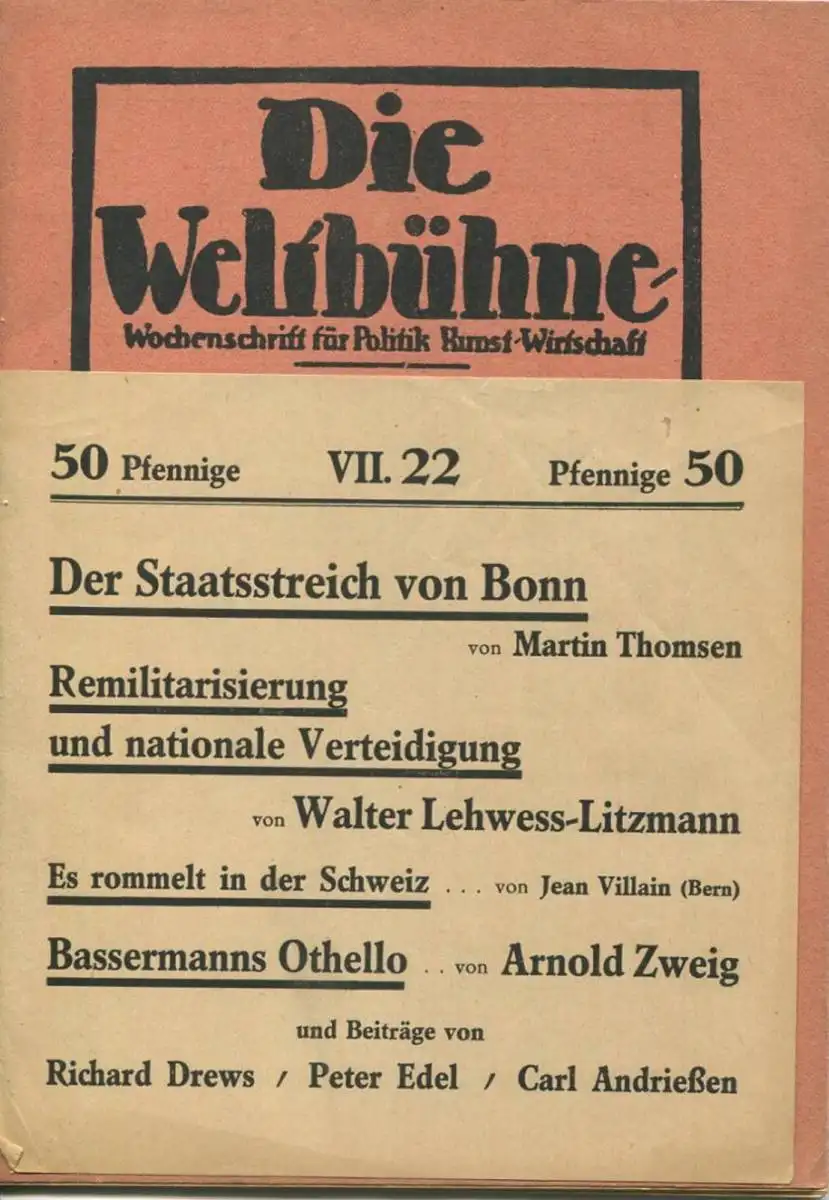 Die
Weltbühne
Wochenschrift für Politik Kunst-Wirtschaft
50 Pfennige VII. 22 Pfennige 50
Der Staatsstreich von Bonn
von Martin Thomsen
Remilitarisierung
und nationale Verteidigung
von Walter Lehwess-Litzmann
Es rommelt in der Schweiz . . . von Jean Villain (Bern)
Bassermanns Othello . . von Arnold Zweig
und Beiträge von
Richard Drews / Peter Edel / Carl Andrießen